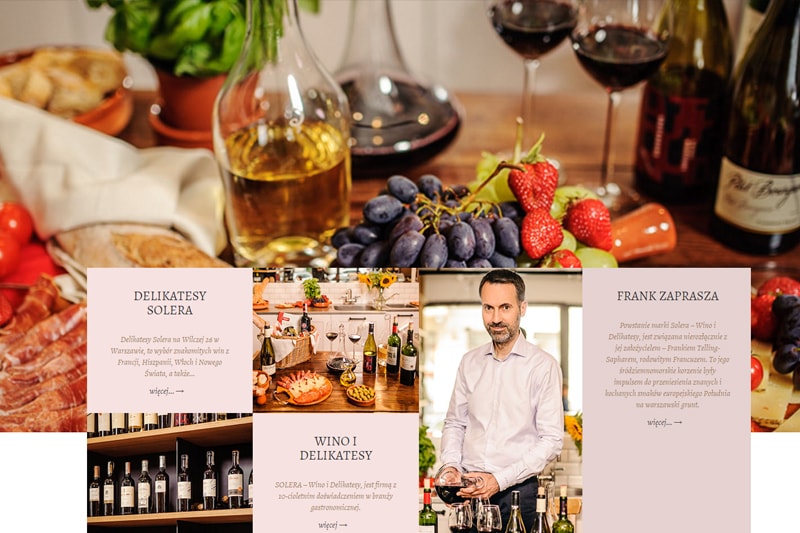 DELIKATESY
SOLERA
Delikatesy Solera na Wilczej 2a w
Warszawie, to wybór znakomitych win z
Francji, Hiszpanii, Włoch i Nowego
Świata, a także...
więcej... →
WINO I
DELIKATESY
SOLERA – Wino i Delikatesy, jest firmą z
10-cioletnim doświadczeniem w branży
gastronomicznej.
więcej →
FRANK ZAPRASZA
Powstanie marki Solera – Wino i
Delikatesy, jest związane nierozłącznie z
jej założycielem – Frankiem Telling-
Sapharem, rodowitym Francuzem. To jego
śródziemnomorskie korzenie były
impulsem do przeniesienia znanych i
kochanych smaków europejskiego Południa
na warszawski grunt.
więcej... →